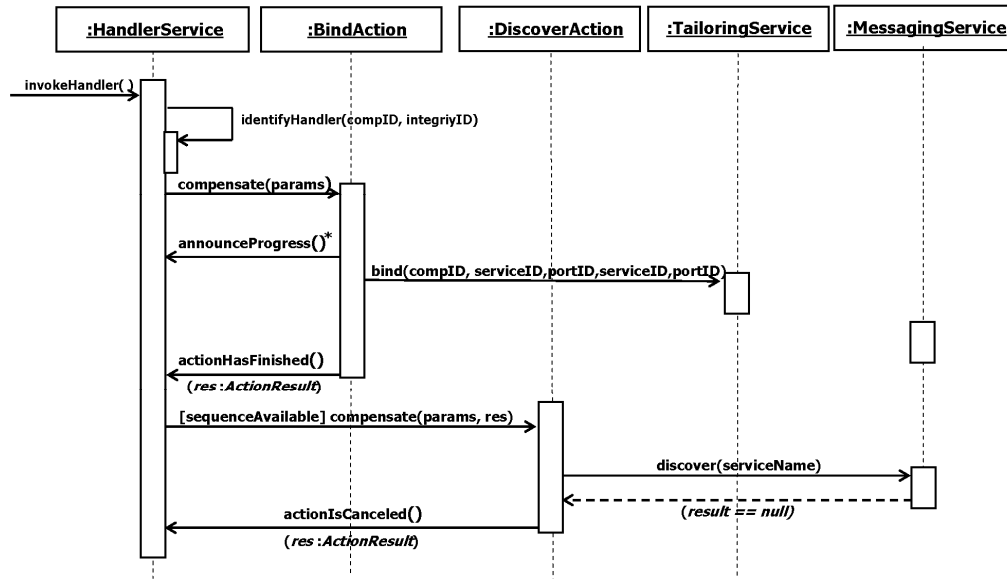 :HandlerService
:BindAction
:DiscoverAction
:TailoringService
:MessagingService
invokeHandler( )
identifyHandler(compID, integriyID)
compensate(params)
announceProgress()*
bind(compID, serviceID,portID,serviceID,portID)
actionHasFinished()
(res :ActionResult)
[sequenceAvailable] compensate(params, res)
discover(serviceName)
(result == null)
actionIsCanceled()
(res :ActionResult)